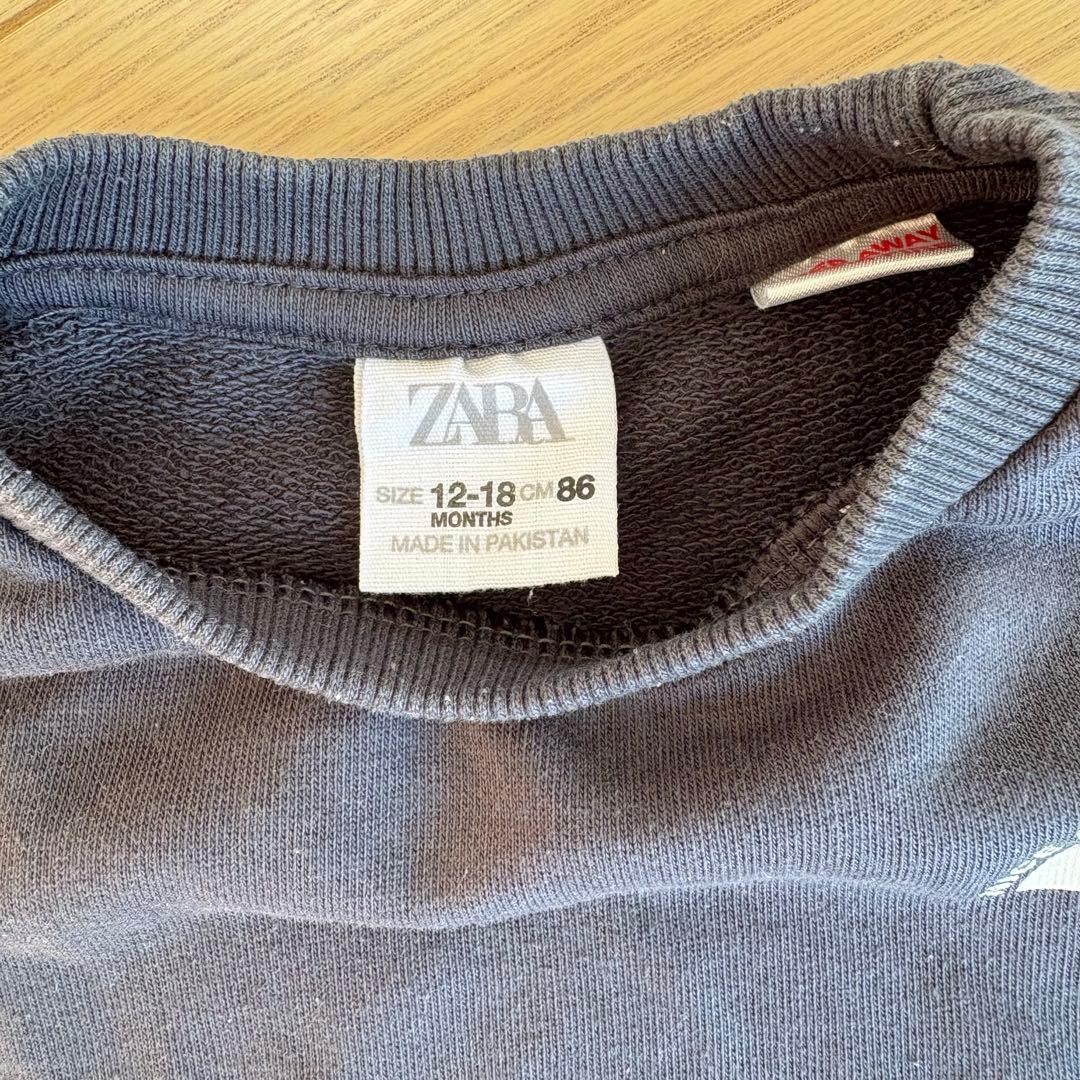 AWAY
ZARA
SIZE 12-18 CM 86
MONTHS
MADE IN PAKISTAN